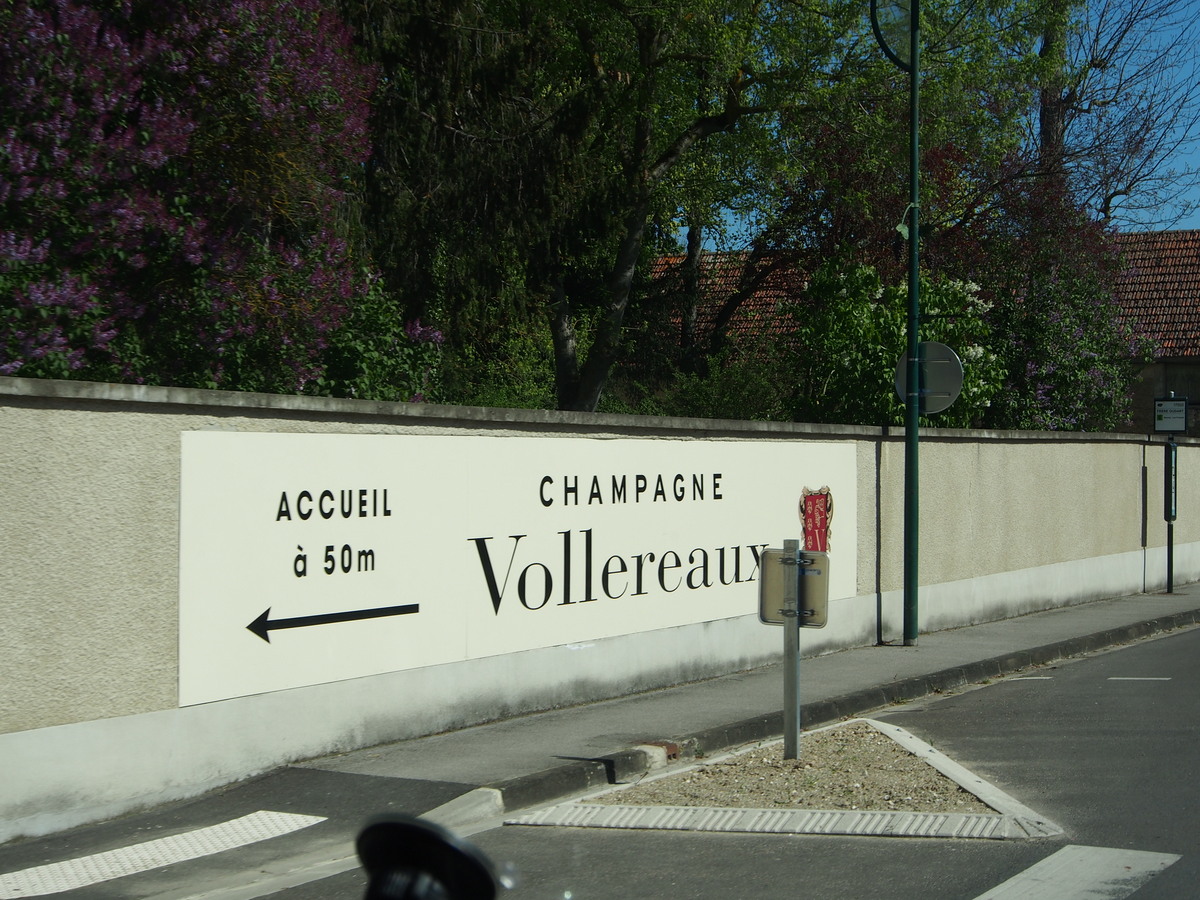 ACCUEIL
à 50m
CHAMPAGNE
Vollereaux
V